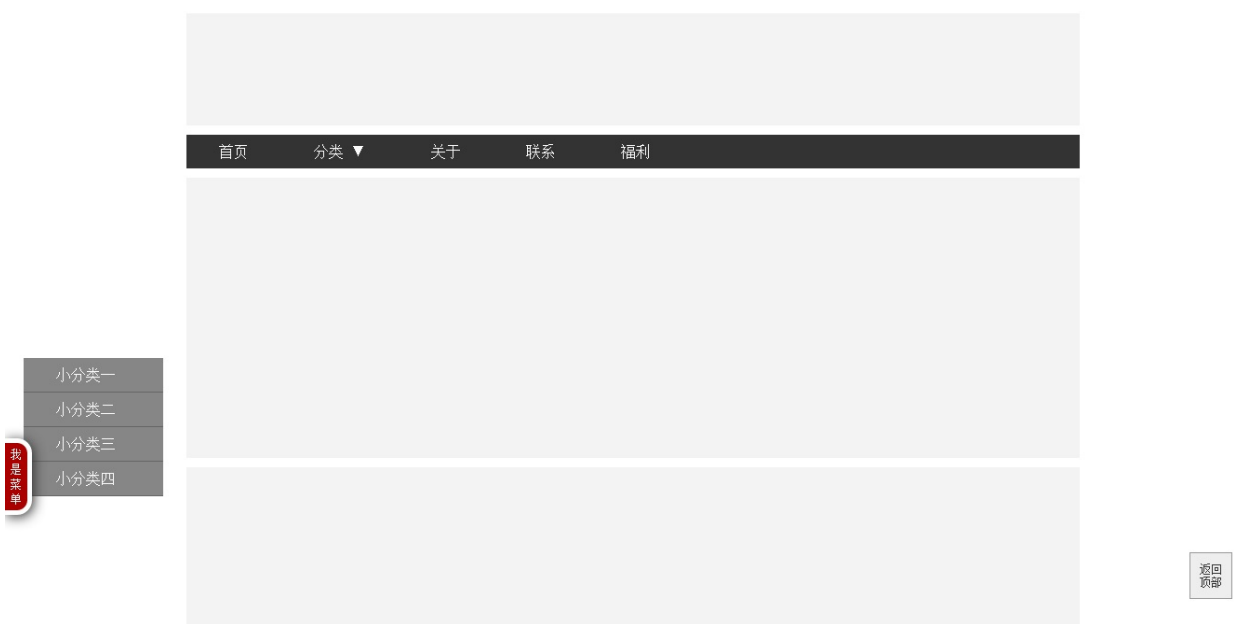 首页 分类 ▼ 关于 联系 福利
小分类一
小分类二
小分类三
小分类四
我是菜单
返回
顶部